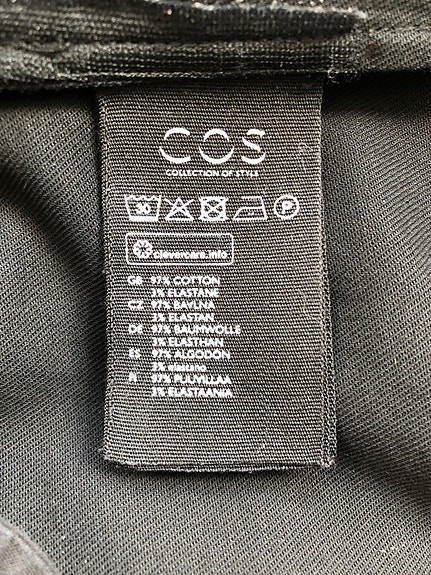 COS
COLLECTION OF STYLE
30 P
clevercare.info
GB 97% COTTON
3% ELASTANE
CZ 97% BAVLNA
3% ELASTAN
DE 97% BAUMWOLLE
3% ELASTHAN
ES 97% ALGODÓN
3% elastano
FI 97% PUUVILLAA
3% ELASTAANIA